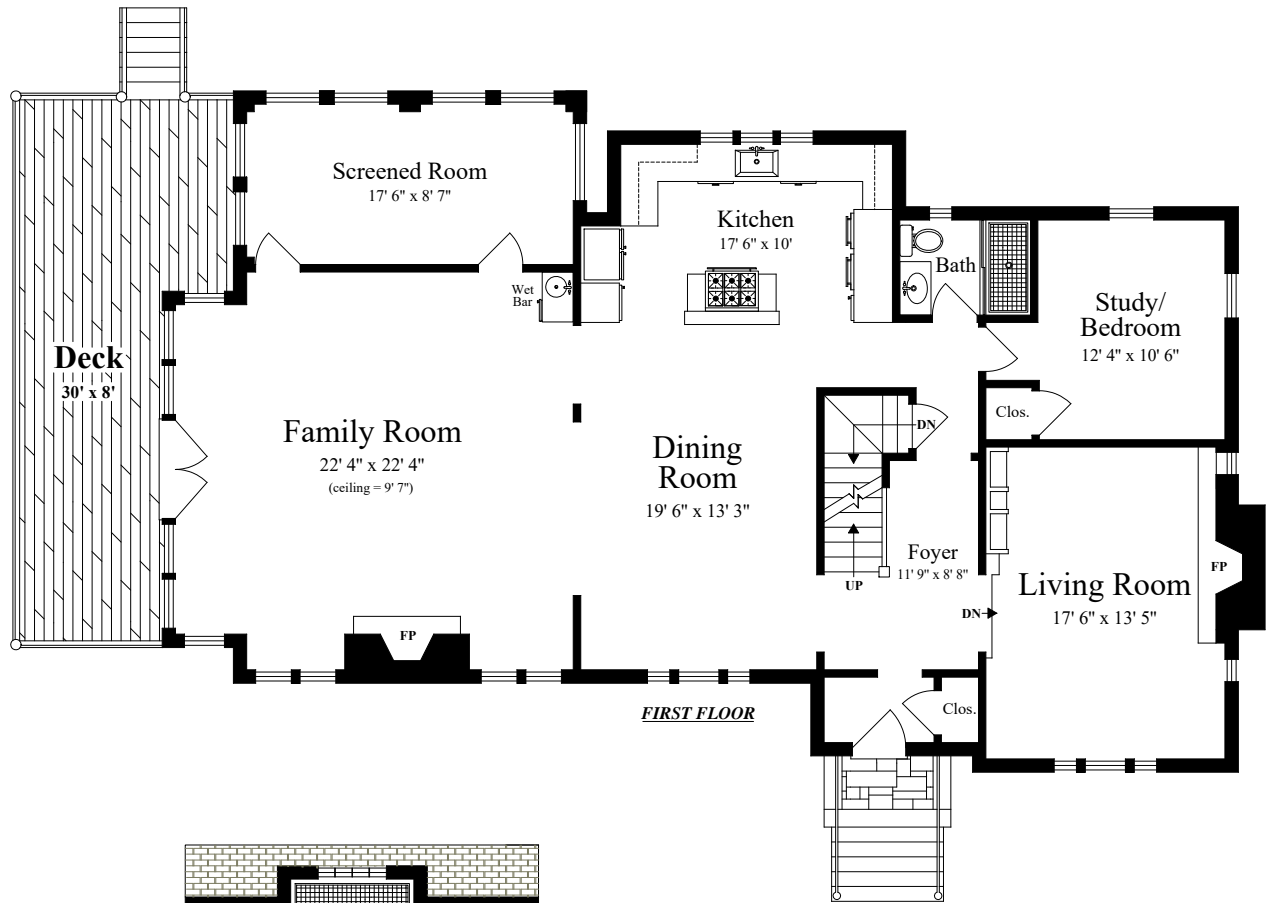 Screened Room
17' 6" x 8' 7"
Kitchen
17' 6" x 10'
Bath
Wet
Bar
Study/
Bedroom
12' 4" x 10' 6"
Deck
30' x 8'
Clos.
DN
Family Room
22' 4" x 22' 4"
(ceiling = 9' 7")
Dining
Room
19' 6" x 13' 3"
Foyer
11' 9" x 8' 8"
UP
FP
Living Room
17' 6" x 13' 5"
DN
FP
Clos.
FIRST FLOOR